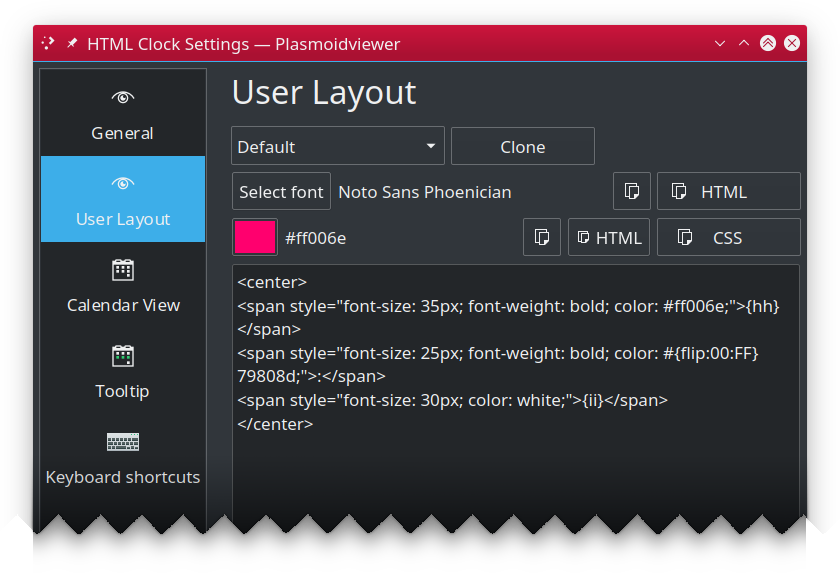 HTML Clock Settings — Plasmoidviewer
General
User Layout
Calendar View
Tooltip
Keyboard shortcuts
User Layout
Default
Clone
Select font
Noto Sans Phoenician
HTML
#ff006e
HTML
CSS
<center>
<span style="font-size: 35px; font-weight: bold; color: #ff006e;">{hh}
</span>
<span style="font-size: 25px; font-weight: bold; color: #{flip:00:FF}
79808d;">:</span>
<span style="font-size: 30px; color: white;">{ii}</span>
</center>